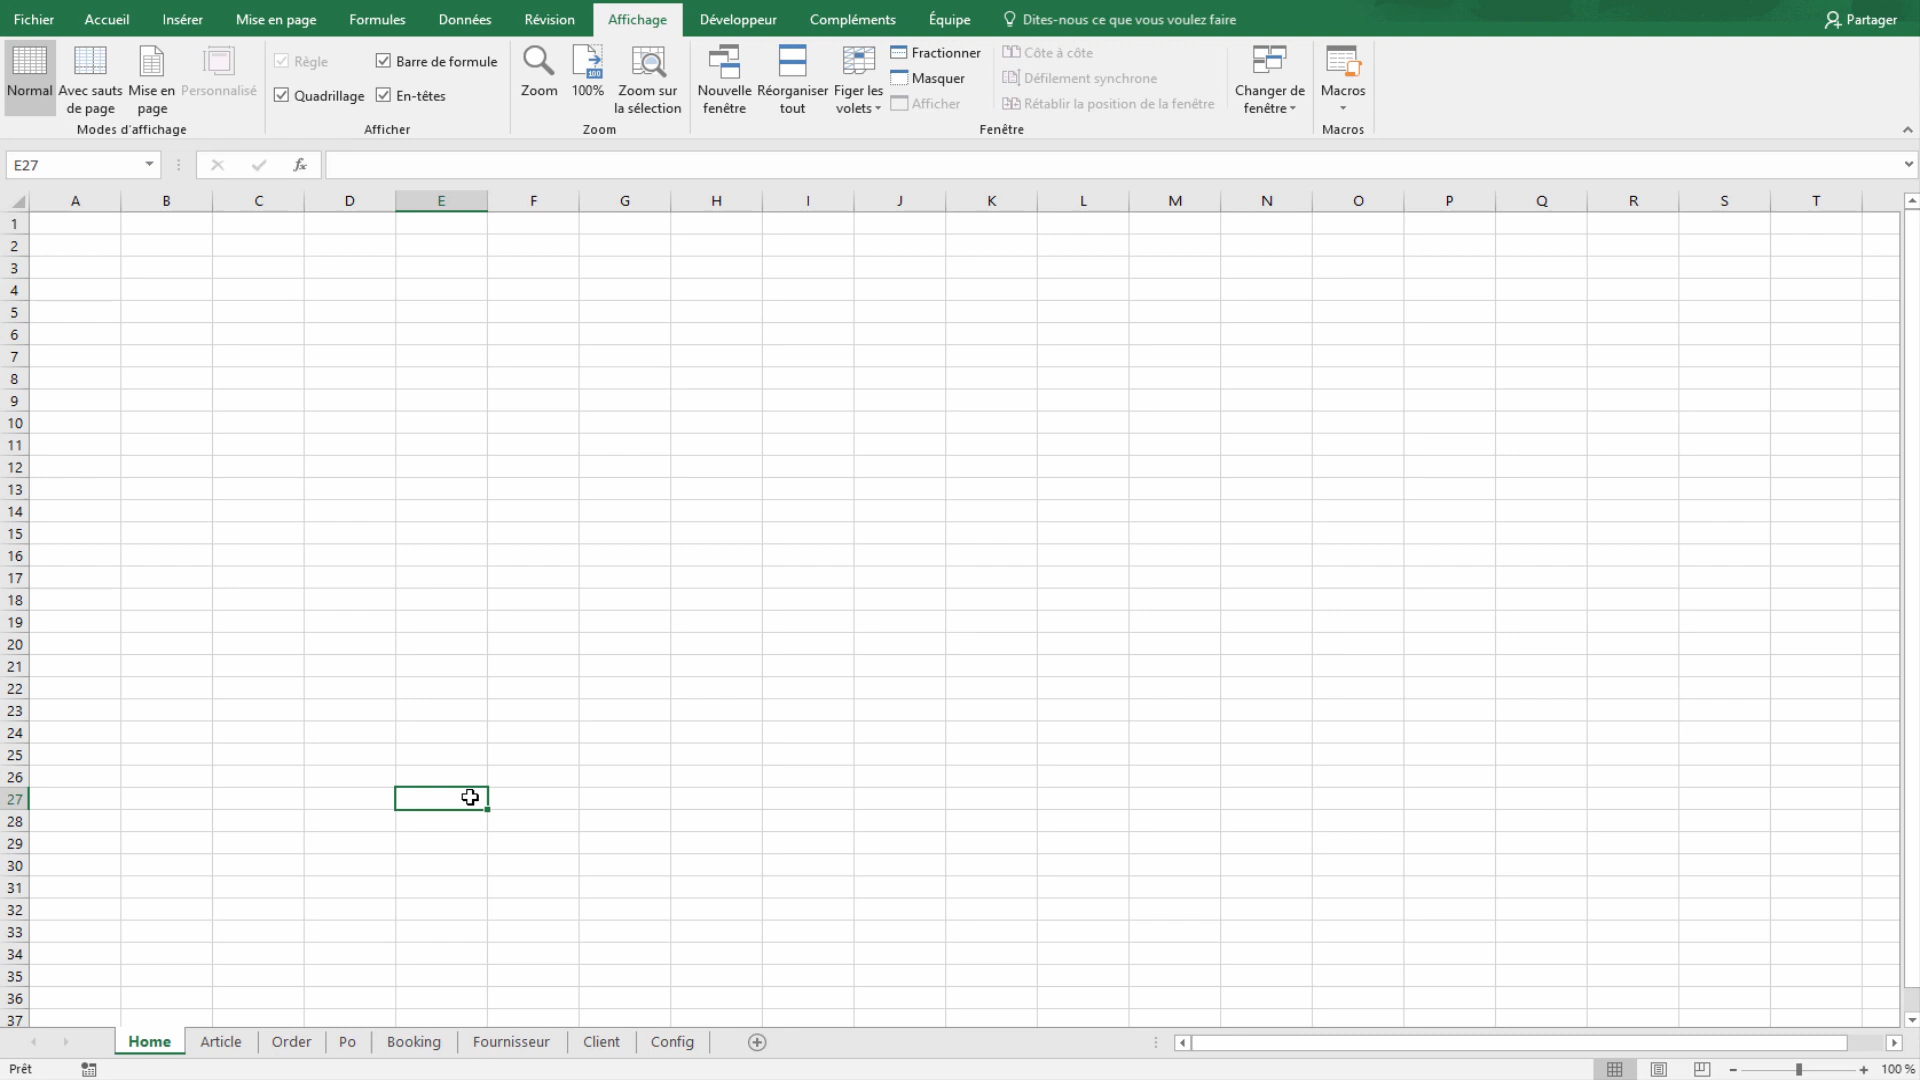 Fichier Accueil Insérer Mise en page Formules Données Révision Affichage Développeur Compléments Équipe Dites-nous ce que vous voulez faire Partager
Normal
Avec sauts
de page
Mise en
page
Personnalisé
Modes d'affichage
Règle Barre de formule
Quadrillage En-têtes
Afficher
Zoom
100%
100
Zoom sur
la sélection
Zoom
Nouvelle
fenêtre
Réorganiser
tout
Figer les
volets
Fractionner
Masquer
Afficher
Côte à côte
Défilement synchrone
Rétablir la position de la fenêtre
Fenêtre
Changer de
fenêtre
Macros
Macros
E27 fx
A B C D E F G H I J K L M N O P Q R S T
1
2
3
4
5
6
7
8
9
10
11
12
13
14
15
16
17
18
19
20
21
22
23
24
25
26
27
28
29
30
31
32
33
34
35
36
37
Home Article Order Po Booking Fournisseur Client Config
Prêt 100 %